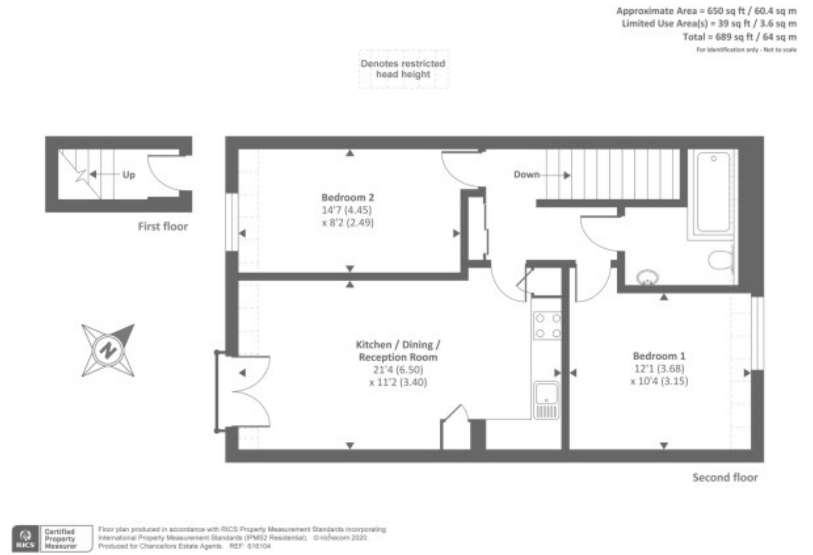 Approximate Area = 650 sq ft / 60.4 sq m
Limited Use Area(s) = 39 sq ft / 3.6 sq m
Total = 689 sq ft / 64 sq m
For identification only - Not to scale
Denotes restricted
head height
Up
First floor
Bedroom 2
14'7 (4.45)
x 8'2 (2.49)
Down
N
Kitchen / Dining /
Reception Room
21'4 (6.50)
x 11'2 (3.40)
Bedroom 1
12'1 (3.68)
x 10'4 (3.15)
Second floor
RICS
Certified
Property
Measurer
Floor plan produced in accordance with RICS Property Measurement Standards incorporating
International Property Measurement Standards (IPMS2 Residential). ©nichecom 2020.
Produced for Chancellors Estate Agents. REF: 616104